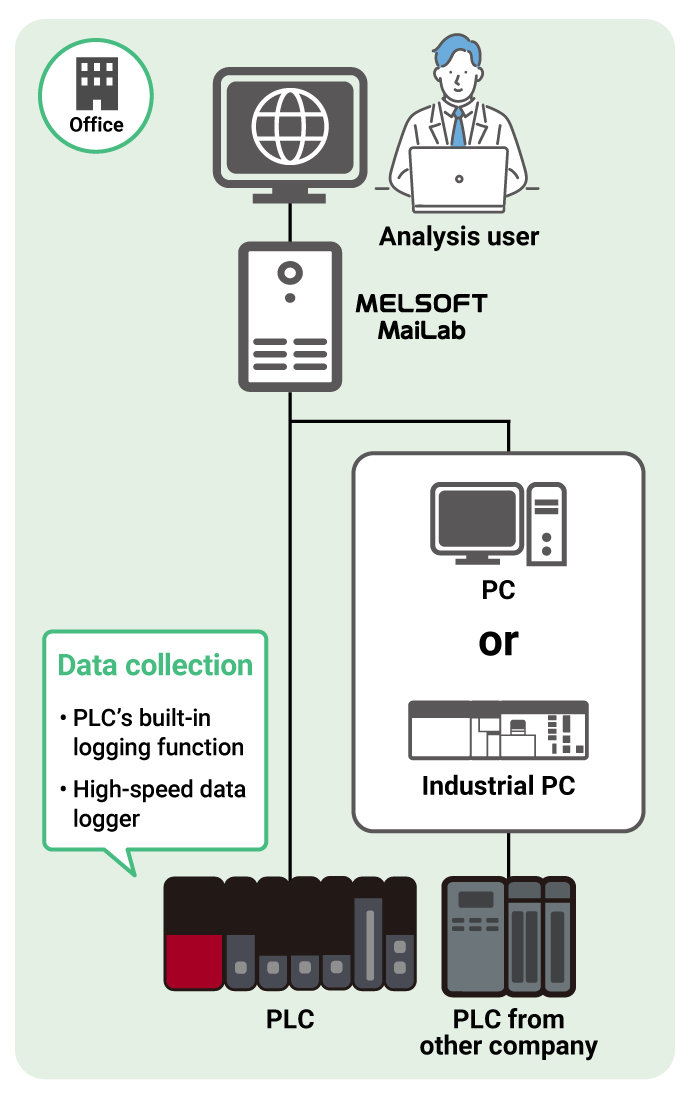 Office
Analysis user
MELSOFT
MaiLab
PC
or
Industrial PC
Data collection
• PLC's built-in
logging function
• High-speed data
logger
PLC
PLC from
other company